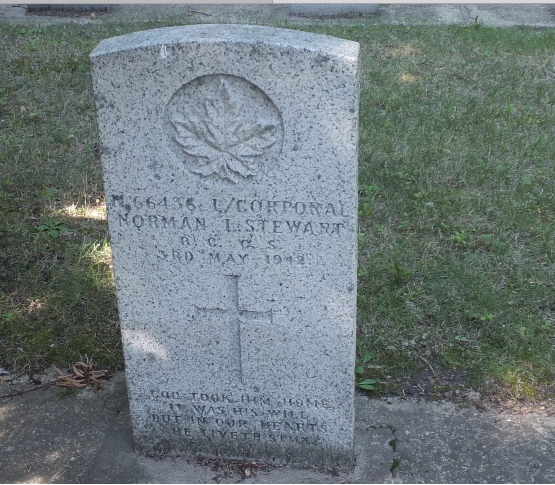 M.66436 L/CORPORAL
NORMAN I. STEWART
R.C.C.S.
3RD MAY 1942
GOD TOOK HIM HOME
IT WAS HIS WILL
BUT IN OUR HEARTS
HE LIVETH STILL